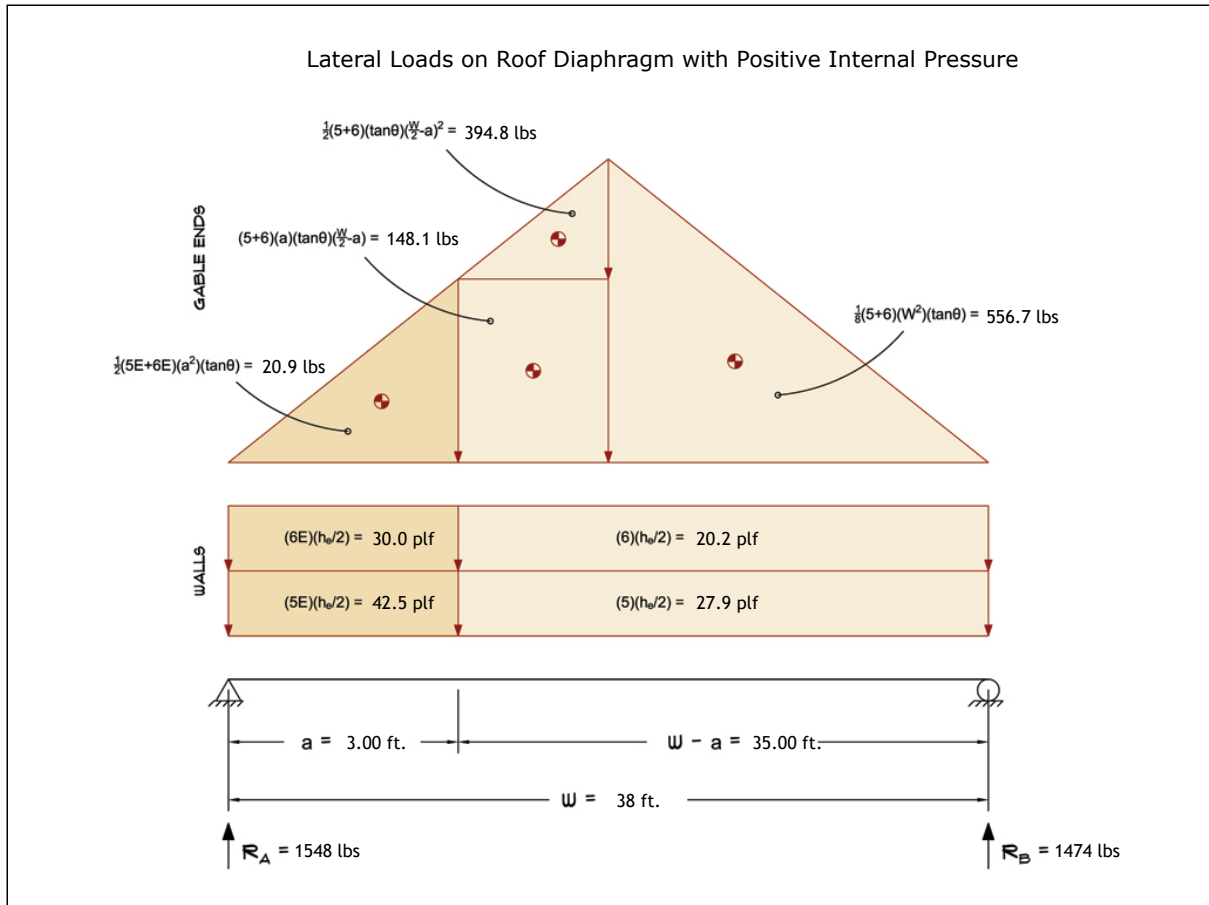 Lateral Loads on Roof Diaphragm with Positive Internal Pressure
½(5+6)(tanθ)(W/2-a)² = 394.8 lbs
GABLE ENDS
(5+6)(a)(tanθ)(W/2-a) = 148.1 lbs
⅛(5+6)(W²)(tanθ) = 556.7 lbs
½(5E+6E)(a²)(tanθ) = 20.9 lbs
WALLS
(6E)(hₑ/2) = 30.0 plf (6)(hₑ/2) = 20.2 plf
(5E)(hₑ/2) = 42.5 plf (5)(hₑ/2) = 27.9 plf
a = 3.00 ft. W - a = 35.00 ft.
W = 38 ft.
R_A = 1548 lbs R_B = 1474 lbs